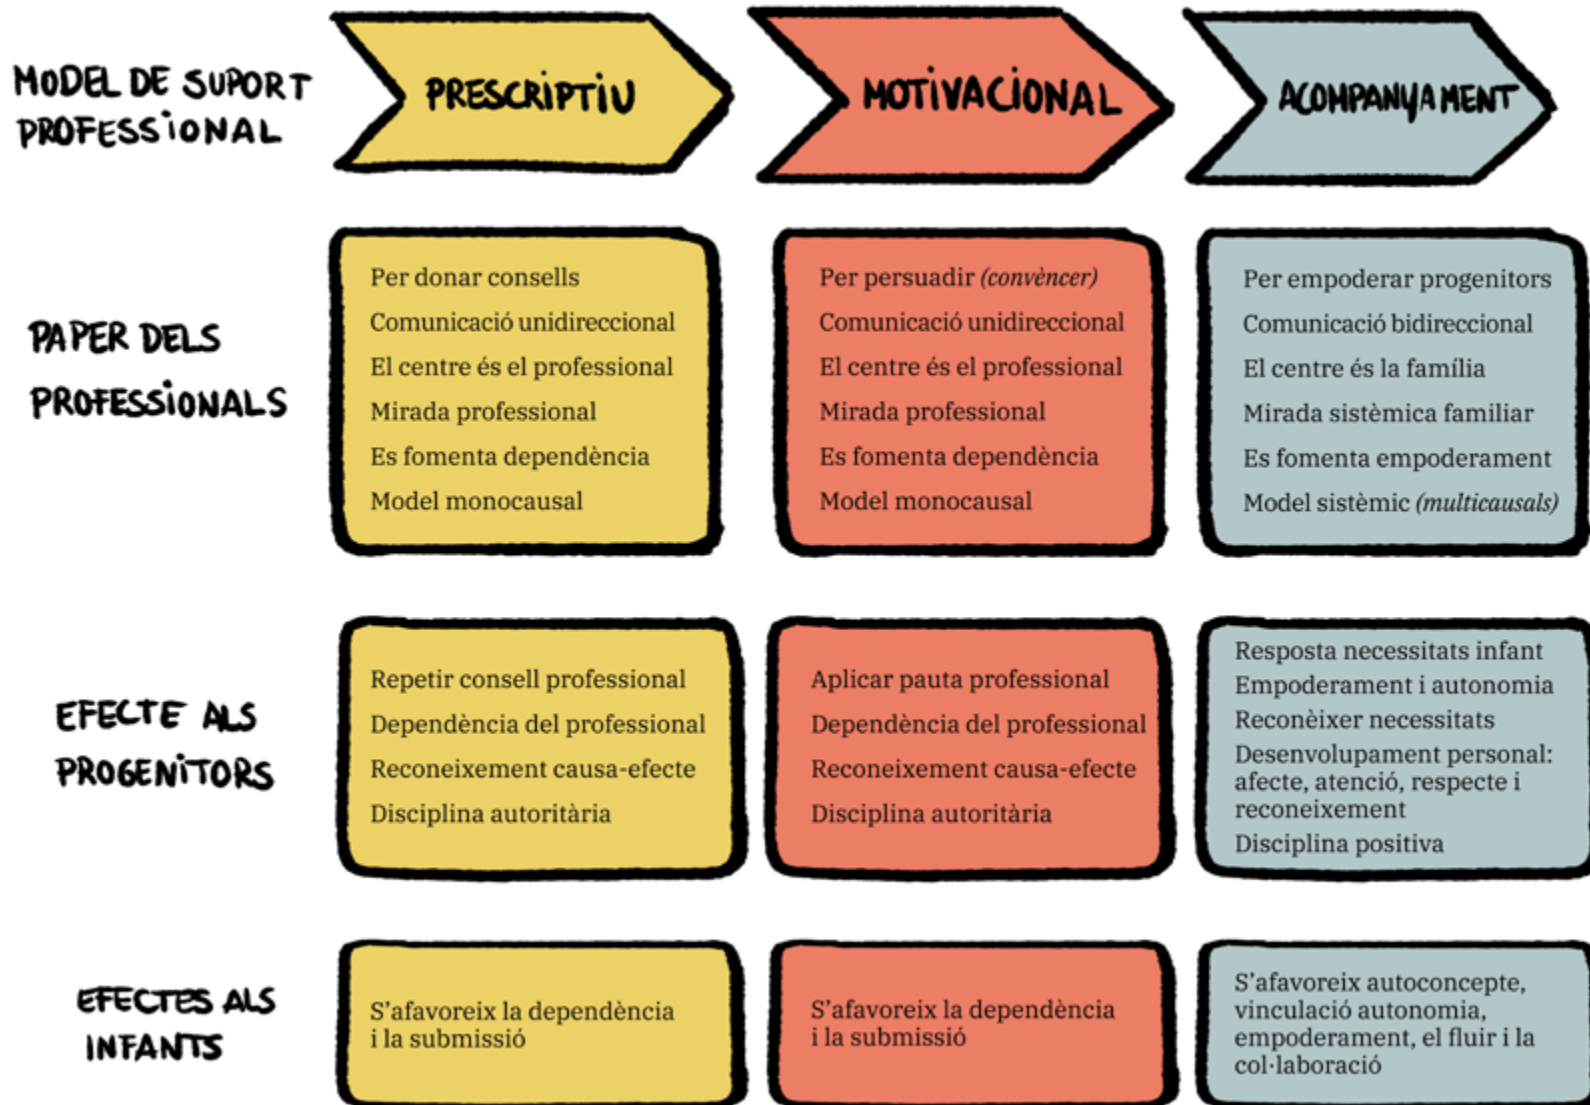 MODEL DE SUPORT
PROFESSIONAL
PRESCRIPTIU
MOTIVACIONAL
ACOMPANYAMENT
PAPER DELS
PROFESSIONALS
Per donar consells
Comunicació unidireccional
El centre és el professional
Mirada professional
Es fomenta dependència
Model monocausal
Per persuadir (convèncer)
Comunicació unidireccional
El centre és el professional
Mirada professional
Es fomenta dependència
Model monocausal
Per empoderar progenitors
Comunicació bidireccional
El centre és la família
Mirada sistèmica familiar
Es fomenta empoderament
Model sistèmic (multicausals)
EFECTE ALS
PROGENITORS
Repetir consell professional
Dependència del professional
Reconeixement causa-efecte
Disciplina autoritària
Aplicar pauta professional
Dependència del professional
Reconeixement causa-efecte
Disciplina autoritària
Resposta necessitats infant
Empoderament i autonomia
Reconèixer necessitats
Desenvolupament personal:
afecte, atenció, respecte i
reconeixement
Disciplina positiva
EFECTES ALS
INFANTS
S'afavoreix la dependència
i la submissió
S'afavoreix la dependència
i la submissió
S'afavoreix autoconcepte,
vinculació autonomia,
empoderament, el fluir i la
col·laboració